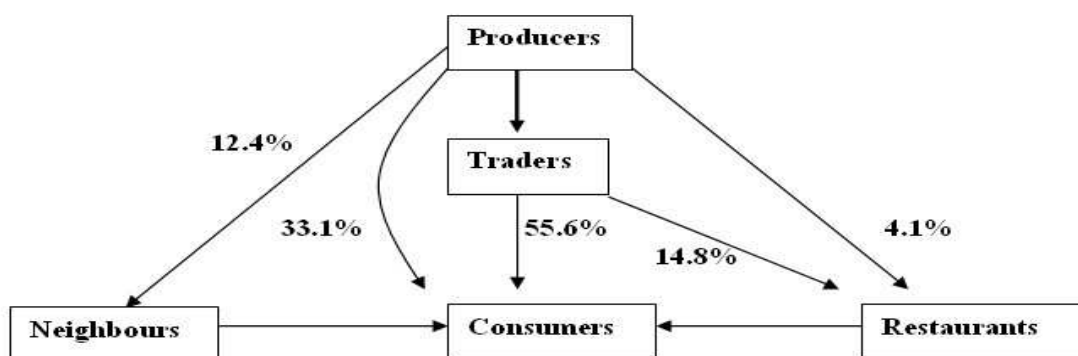 Producers
12.4%
Traders
33.1%
55.6%
14.8%
4.1%
Neighbours
Consumers
Restaurants